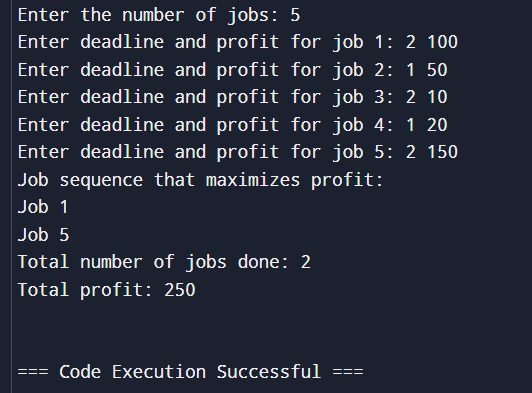 Enter the number of jobs: 5
Enter deadline and profit for job 1: 2 100
Enter deadline and profit for job 2: 1 50
Enter deadline and profit for job 3: 2 10
Enter deadline and profit for job 4: 1 20
Enter deadline and profit for job 5: 2 150
Job sequence that maximizes profit:
Job 1
Job 5
Total number of jobs done: 2
Total profit: 250
=== Code Execution Successful ===